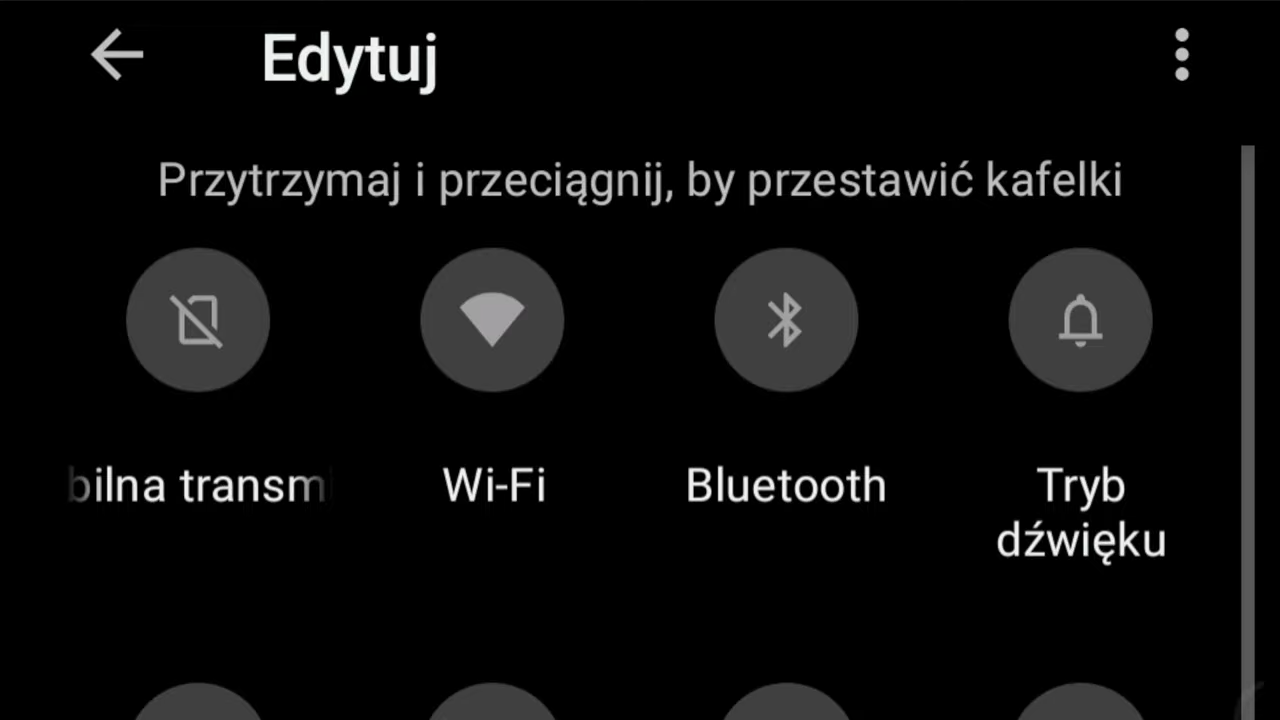 Edytuj
Przytrzymaj i przeciągnij, by przestawić kafelki
bilna transm
Wi-Fi
Bluetooth
Tryb
dźwięku